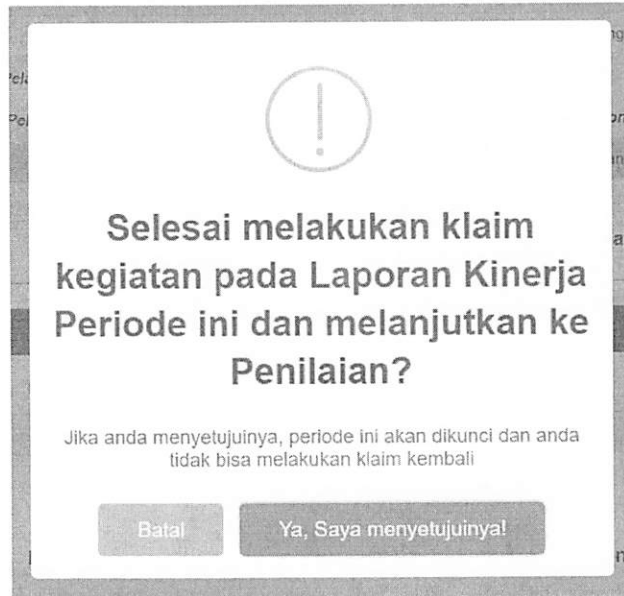 Selesai melakukan klaim
kegiatan pada Laporan Kinerja
Periode ini dan melanjutkan ke
Penilaian?
Jika anda menyetujuinya, periode ini akan dikunci dan anda
tidak bisa melakukan klaim kembali
Batal
Ya, Saya menyetujuinya!